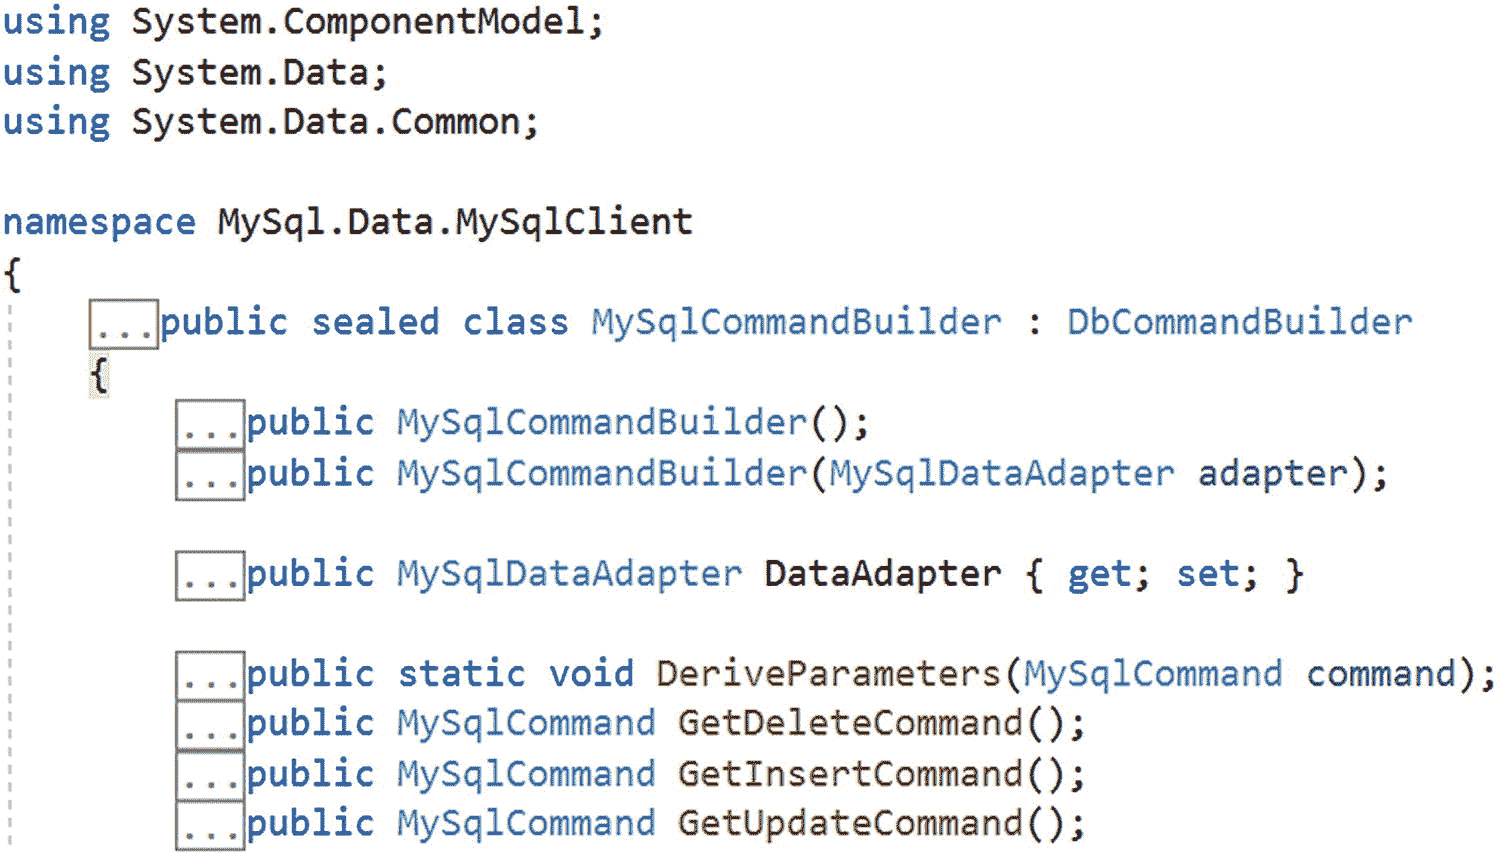 using System.ComponentModel;
using System.Data;
using System.Data.Common;
namespace MySql.Data.MySqlClient
{
...public sealed class MySqlCommandBuilder : DbCommandBuilder
{
...public MySqlCommandBuilder();
...public MySqlCommandBuilder(MySqlDataAdapter adapter);
...public MySqlDataAdapter DataAdapter { get; set; }
...public static void DeriveParameters(MySqlCommand command);
...public MySqlCommand GetDeleteCommand();
...public MySqlCommand GetInsertCommand();
...public MySqlCommand GetUpdateCommand();